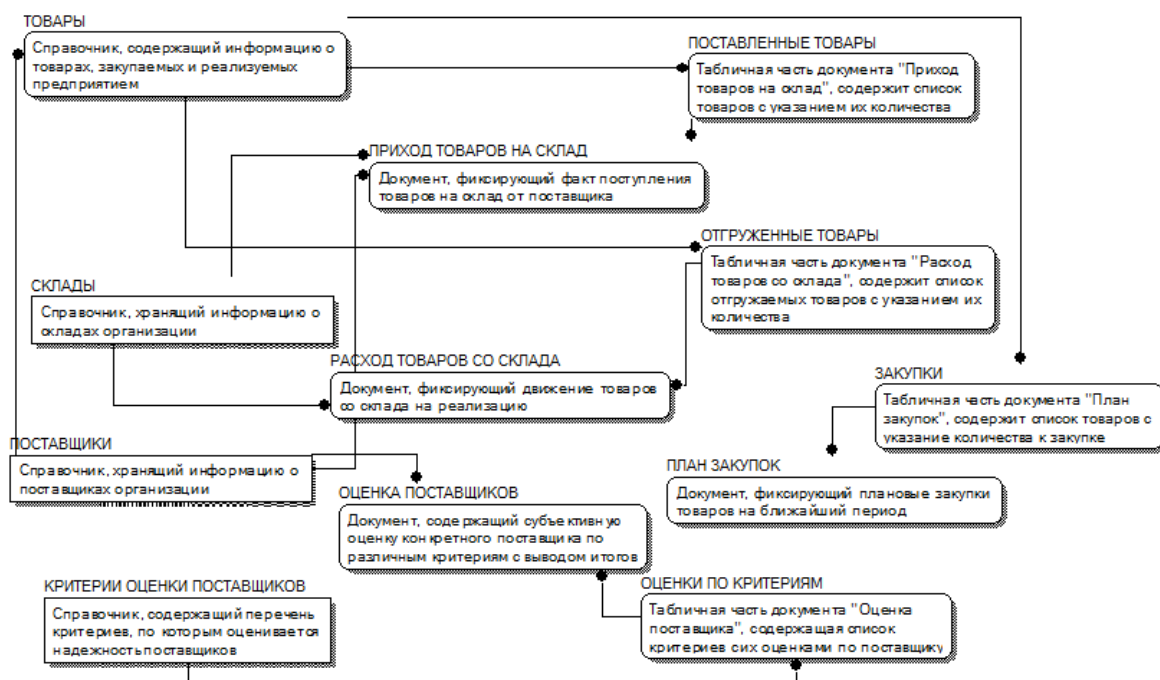 ТОВАРЫ
Справочник, содержащий информацию о
товарах, закупаемых и реализуемых
предприятием
ПОСТАВЛЕННЫЕ ТОВАРЫ
Табличная часть документа "Приход
товаров на склад", содержит список
товаров с указанием их количества
ПРИХОД ТОВАРОВ НА СКЛАД
Документ, фиксирующий факт поступления
товаров на склад от поставщика
ОТГРУЖЕННЫЕ ТОВАРЫ
Табличная часть документа "Расход
товаров со склада", содержит список
отгружаемых товаров с указанием их
количества
СКЛАДЫ
Справочник, хранящий информацию о
складах организации
РАСХОД ТОВАРОВ СО СКЛАДА
Документ, фиксирующий движение товаров
со склада на реализацию
ЗАКУПКИ
Табличная часть документа "План
закупок", содержит список товаров с
указание количества к закупке
ПОСТАВЩИКИ
Справочник, хранящий информацию о
поставщиках организации
ПЛАН ЗАКУПОК
Документ, фиксирующий плановые закупки
товаров на ближайший период
ОЦЕНКА ПОСТАВЩИКОВ
Документ, содержащий субъективную
оценку конкретного поставщика по
различным критериям с выводом итогов
КРИТЕРИИ ОЦЕНКИ ПОСТАВЩИКОВ
Справочник, содержащий перечень
критериев, по которым оценивается
надежность поставщиков
ОЦЕНКИ ПО КРИТЕРИЯМ
Табличная часть документа "Оценка
поставщика", содержащая список
критериев сих оценками по поставщику